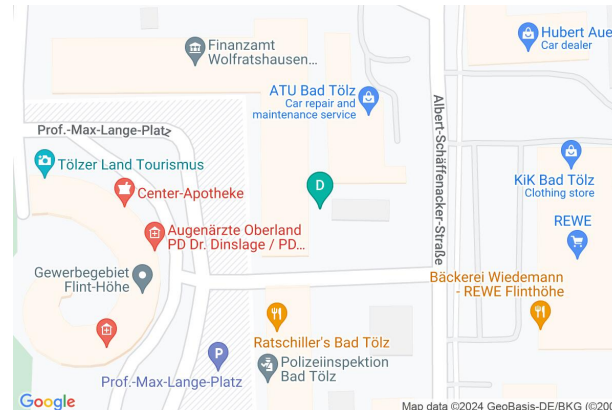 Finanzamt
Wolfratshausen...
Hubert Aue
Car dealer
ATU Bad Tölz
Car repair and
maintenance service
Prof.-Max-Lange-Platz
Albert-Schäffenacker-Straße
Tölzer Land Tourismus
Center-Apotheke
D
KiK Bad Tölz
Clothing store
REWE
Augenärzte Oberland
PD Dr. Dinslage / PD...
Gewerbegebiet
Flint-Höhe
Bäckerei Wiedemann
- REWE Flinthöhe
Ratschiller's Bad Tölz
P
Prof.-Max-Lange-Platz
Polizeiinspektion
Bad Tölz
Google
Map data ©2024 GeoBasis-DE/BKG (©200